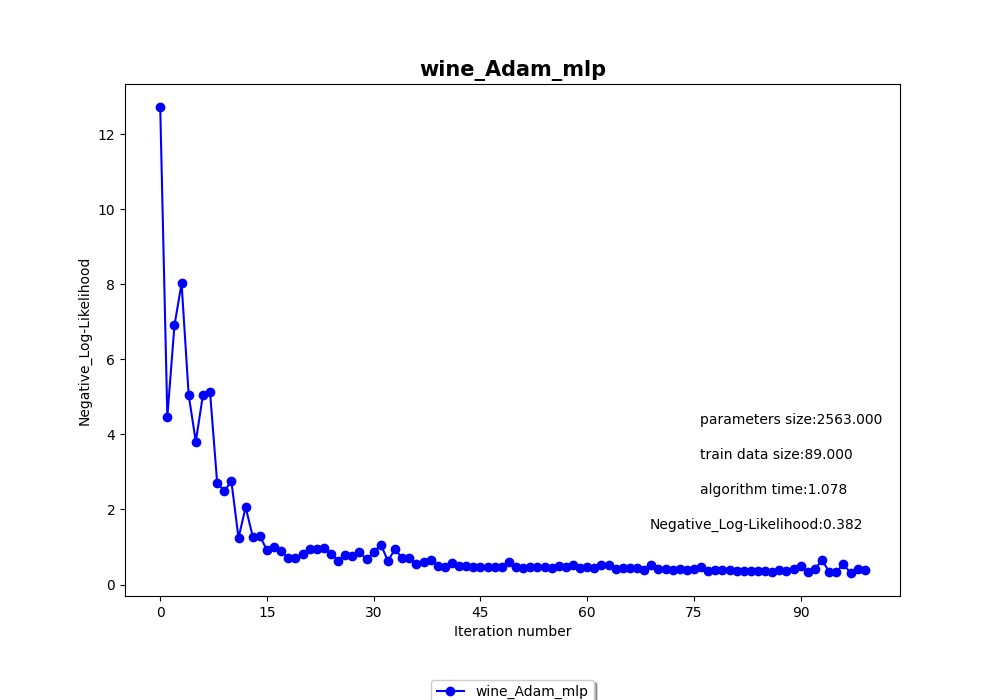 wine_Adam_mlp
12
10
8
6
4
2
0
Negative_Log-Likelihood
parameters size:2563.000
train data size:89.000
algorithm time:1.078
Negative_Log-Likelihood:0.382
0 15 30 45 60 75 90
Iteration number
wine_Adam_mlp